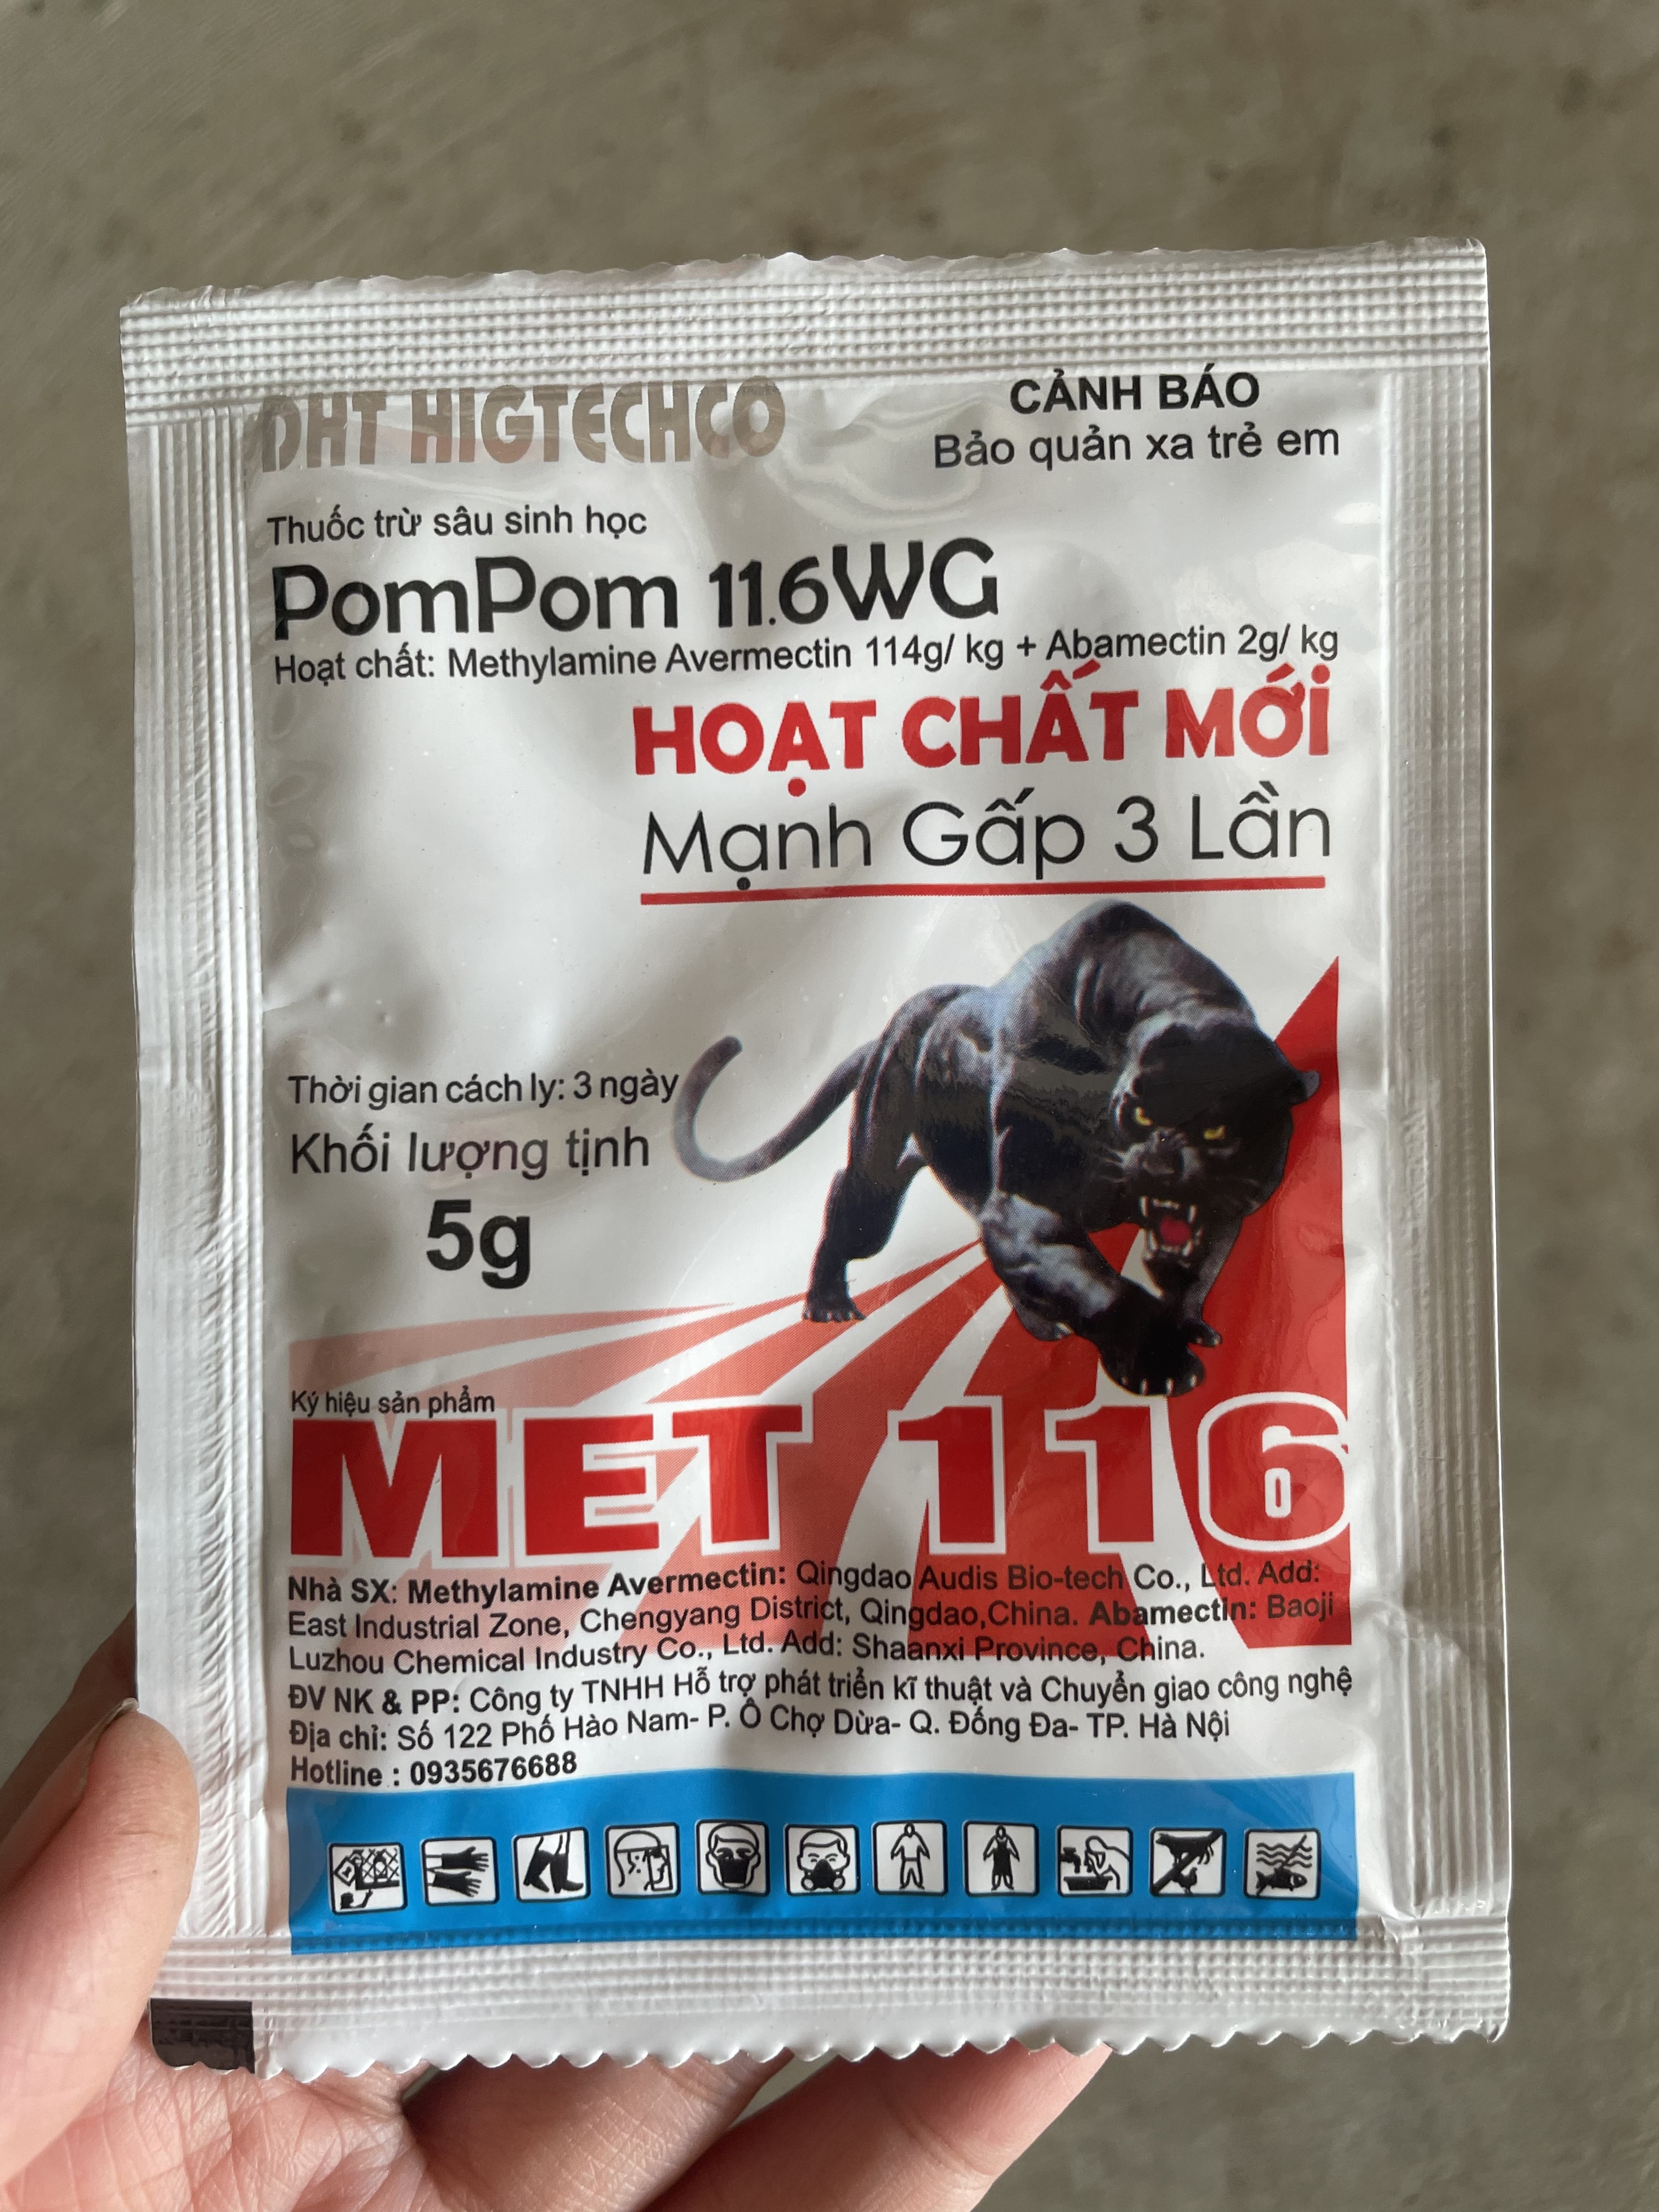 DHT HIGTECHCO
CẢNH BÁO
Bảo quản xa trẻ em
Thuốc trừ sâu sinh học
PomPom 11.6WG
Hoạt chất: Methylamine Avermectin 114g/ kg + Abamectin 2g/ kg
HOẠT CHẤT MỚI
Mạnh Gấp 3 Lần
Thời gian cách ly: 3 ngày
Khối lượng tịnh
5g
Ký hiệu sản phẩm
MET 116
Nhà SX: Methylamine Avermectin: Qingdao Audis Bio-tech Co., Ltd. Add:
East Industrial Zone, Chengyang District, Qingdao,China. Abamectin: Baoji
Luzhou Chemical Industry Co., Ltd. Add: Shaanxi Province, China.
ĐV NK & PP: Công ty TNHH Hỗ trợ phát triển kĩ thuật và Chuyển giao công nghệ
Địa chỉ: Số 122 Phố Hào Nam- P. Ô Chợ Dừa- Q. Đống Đa- TP. Hà Nội
Hotline : 0935676688